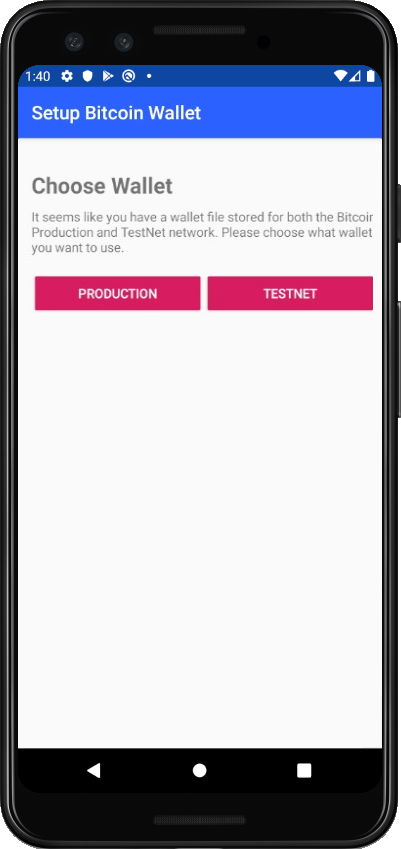 1:40
Setup Bitcoin Wallet
Choose Wallet
It seems like you have a wallet file stored for both the Bitcoin
Production and TestNet network. Please choose what wallet
you want to use.
PRODUCTION
TESTNET